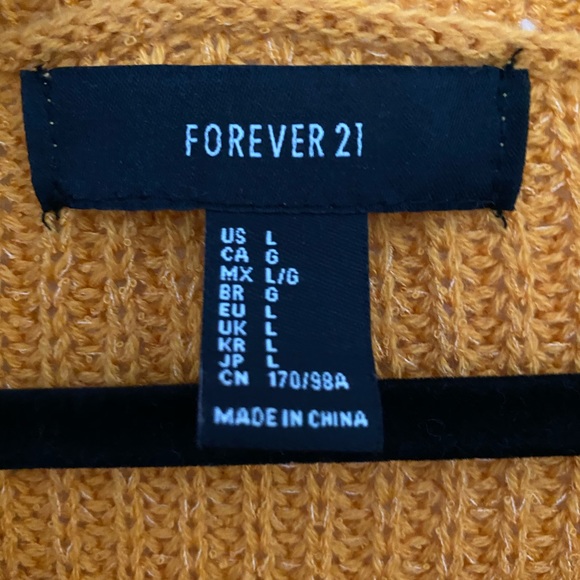 FOREVER 21
US L
CA G
MX L/G
BR G
EU L
UK L
KR L
JP L
CN 170/98A
MADE IN CHINA